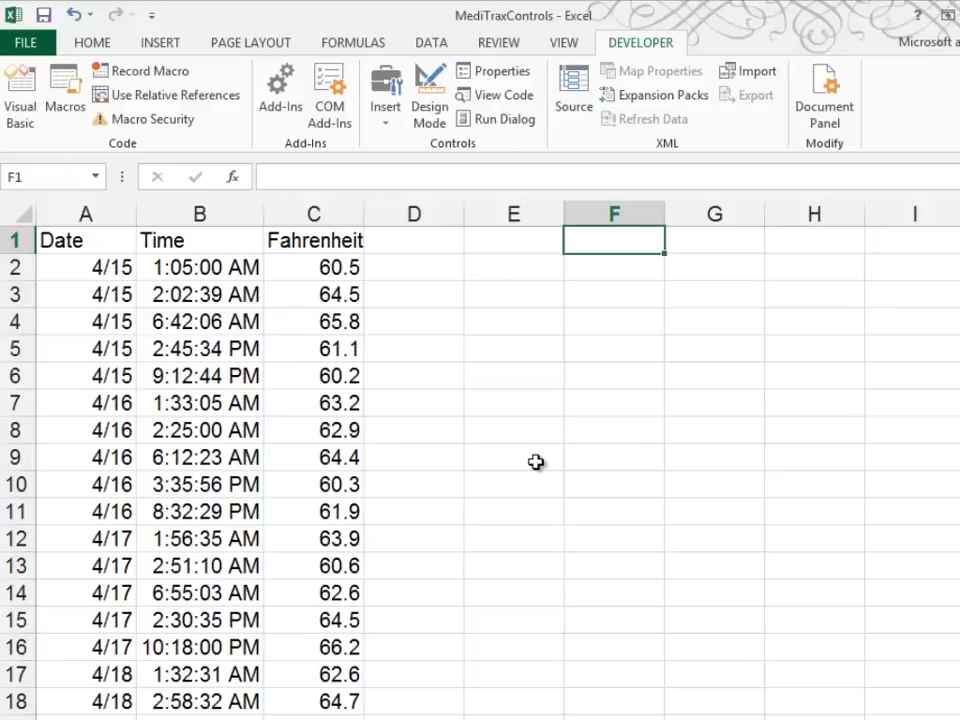 MediTraxControls - Excel
?
FILE HOME INSERT PAGE LAYOUT FORMULAS DATA REVIEW VIEW DEVELOPER Microsoft a
Visual Basic
Macros
Record Macro
Use Relative References
Macro Security
Code
Add-Ins
COM Add-Ins
Add-Ins
Insert
Design Mode
Properties
View Code
Run Dialog
Controls
Source
Map Properties
Expansion Packs
Refresh Data
Import
Export
XML
Document Panel
Modify
F1 fx
A B C D E F G H I
1 Date Time Fahrenheit
2 4/15 1:05:00 AM 60.5
3 4/15 2:02:39 AM 64.5
4 4/15 6:42:06 AM 65.8
5 4/15 2:45:34 PM 61.1
6 4/15 9:12:44 PM 60.2
7 4/16 1:33:05 AM 63.2
8 4/16 2:25:00 AM 62.9
9 4/16 6:12:23 AM 64.4
10 4/16 3:35:56 PM 60.3
11 4/16 8:32:29 PM 61.9
12 4/17 1:56:35 AM 63.9
13 4/17 2:51:10 AM 60.6
14 4/17 6:55:03 AM 62.6
15 4/17 2:30:35 PM 64.5
16 4/17 10:18:00 PM 66.2
17 4/18 1:32:31 AM 62.6
18 4/18 2:58:32 AM 64.7